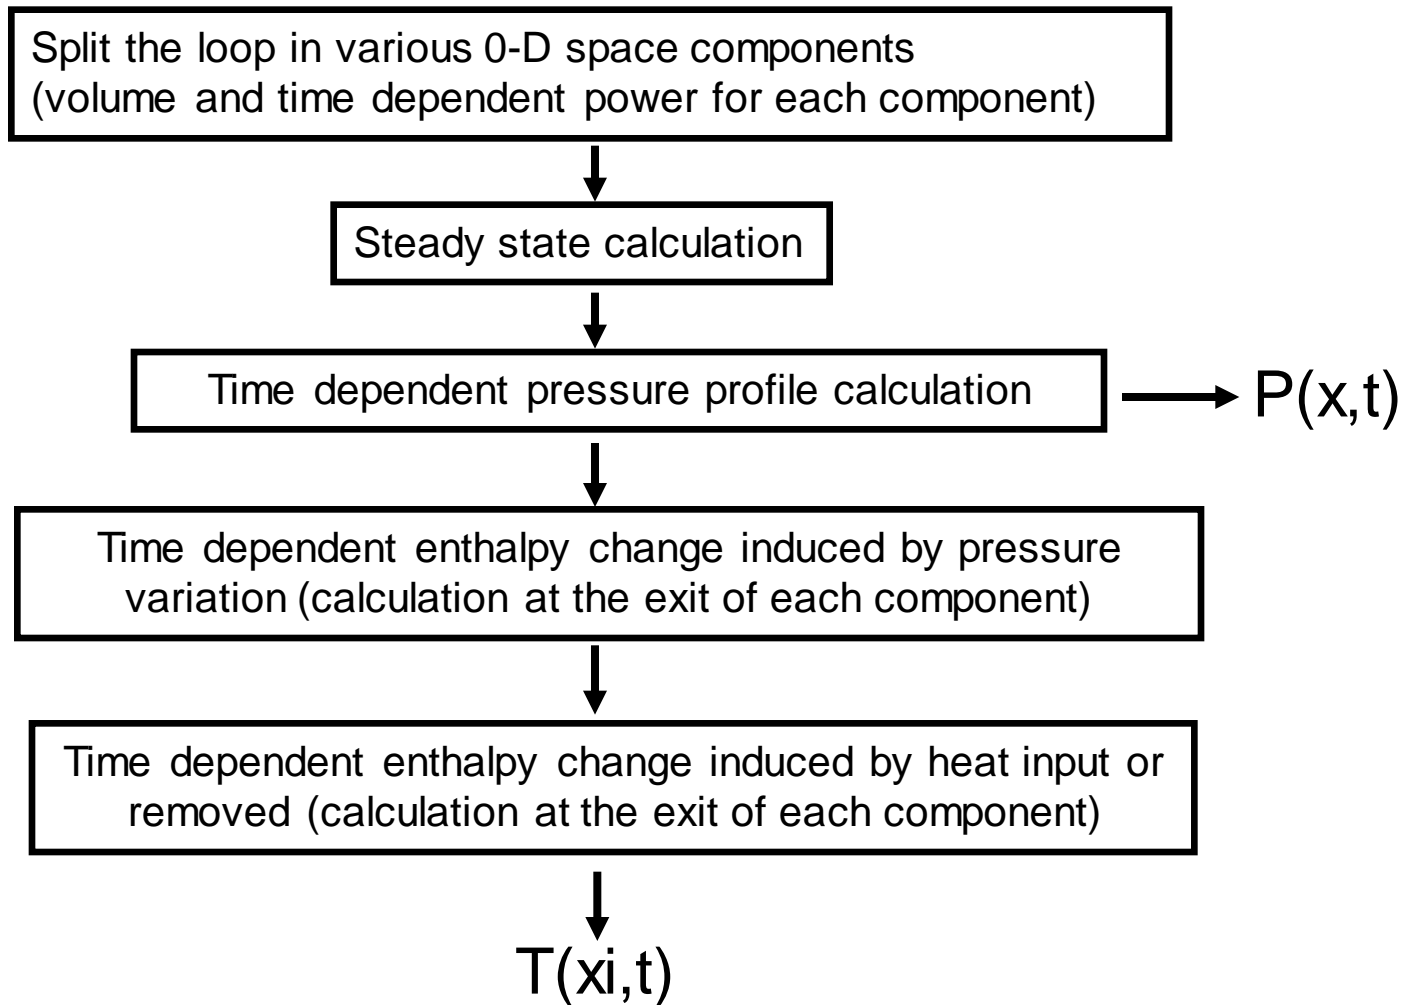 Split the loop in various 0-D space components
(volume and time dependent power for each component)
Steady state calculation
Time dependent pressure profile calculation
P(x,t)
Time dependent enthalpy change induced by pressure
variation (calculation at the exit of each component)
Time dependent enthalpy change induced by heat input or
removed (calculation at the exit of each component)
T(xi,t)